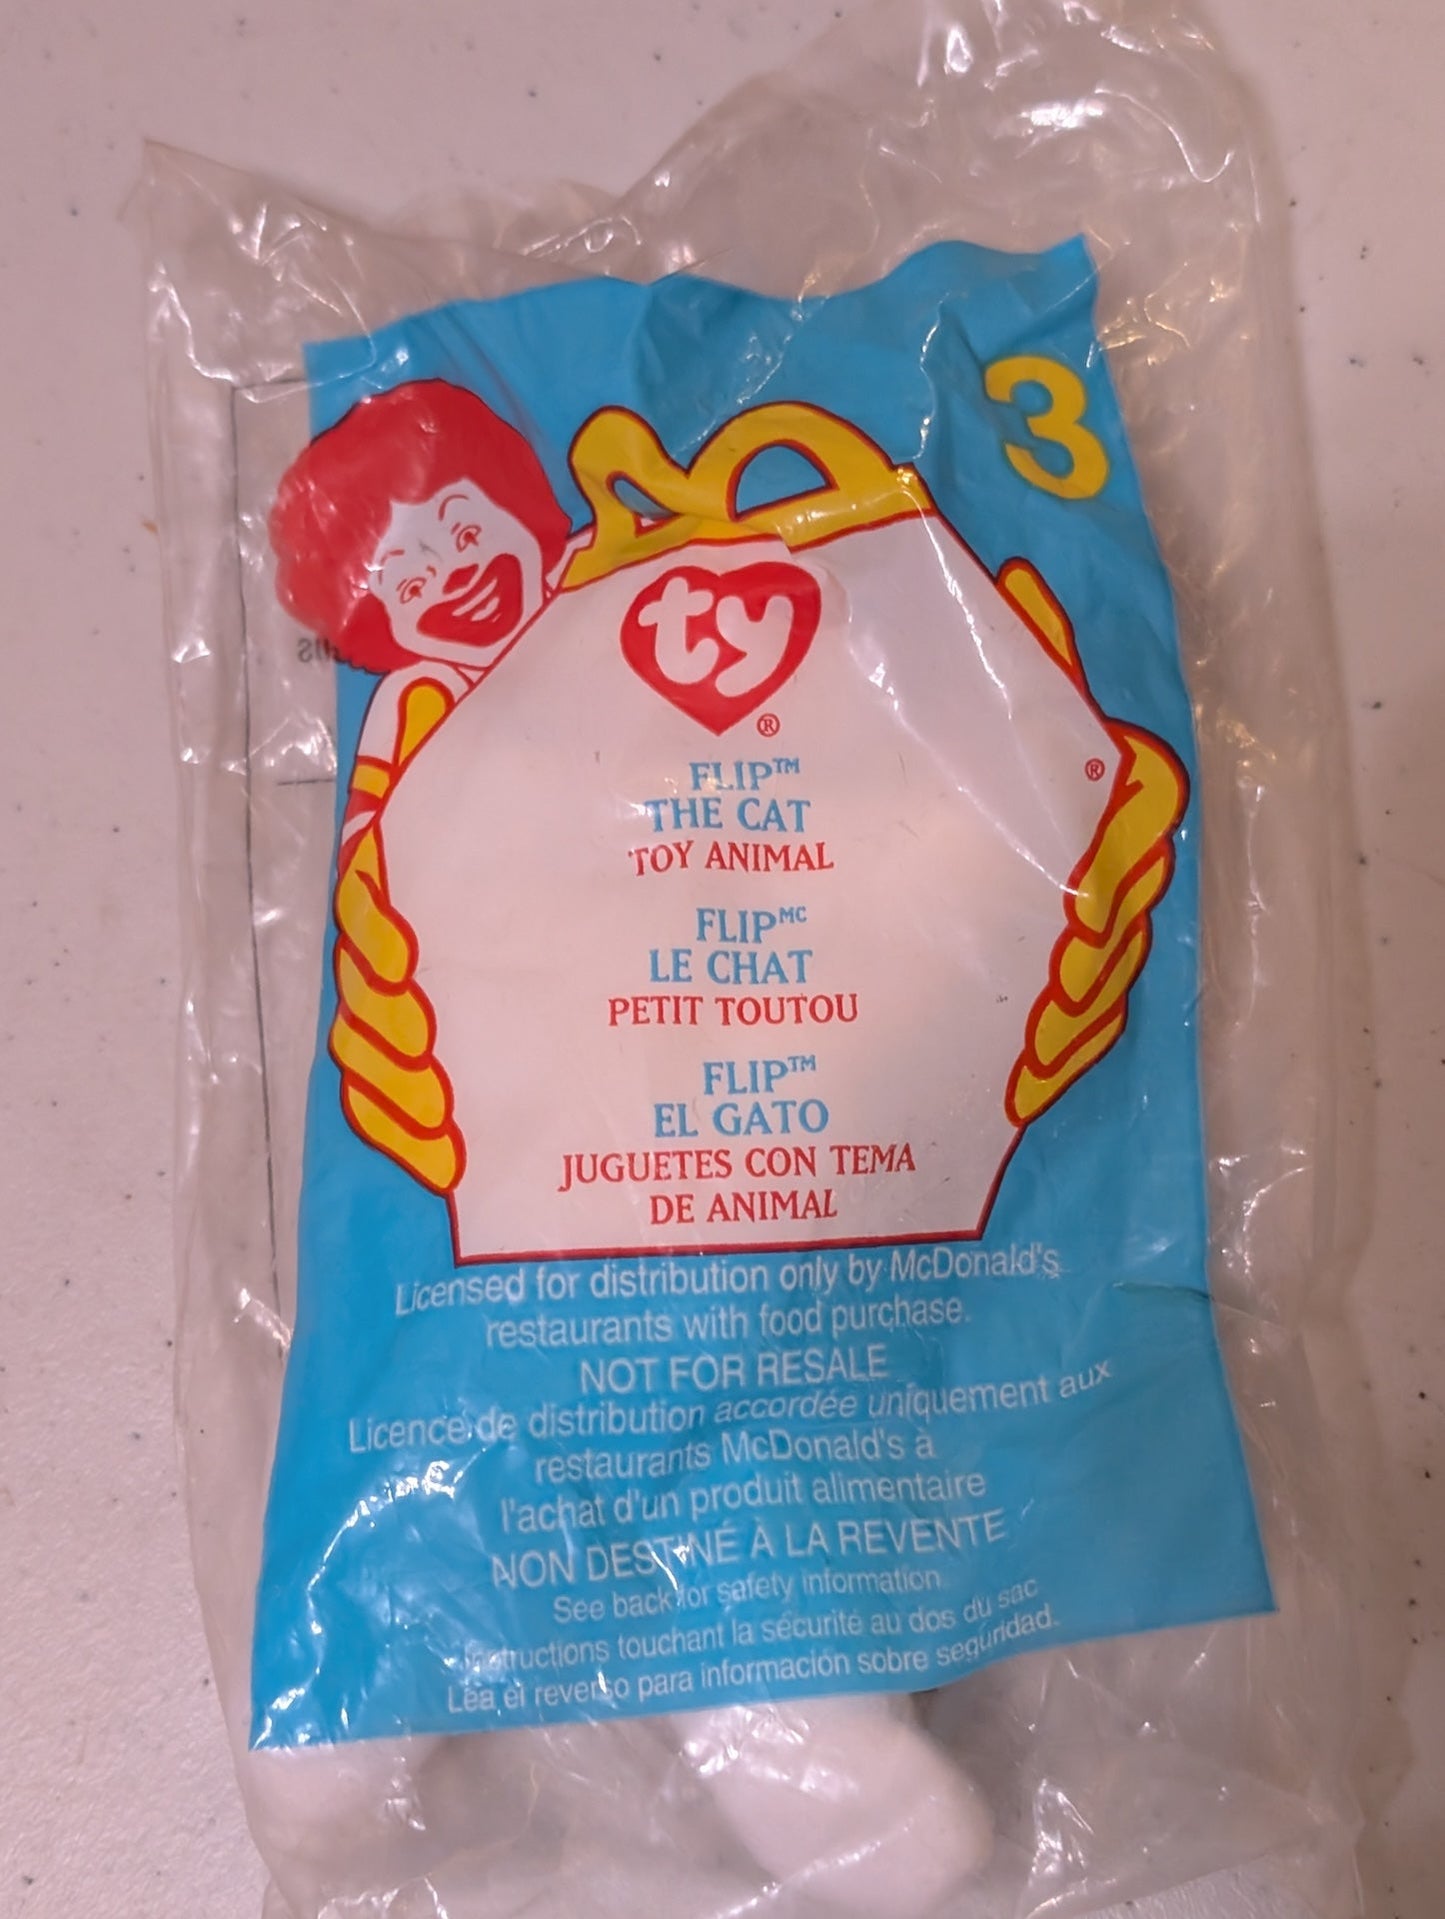 3
ty®
®
FLIP™
THE CAT
TOY ANIMAL
FLIPᴹᶜ
LE CHAT
PETIT TOUTOU
FLIP™
EL GATO
JUGUETES CON TEMA
DE ANIMAL
Licensed for distribution only by McDonald's
restaurants with food purchase.
NOT FOR RESALE
Licence de distribution accordée uniquement aux
restaurants McDonald's à
l'achat d'un produit alimentaire
NON DESTINÉ À LA REVENTE
See back for safety information
Instructions touchant la sécurité au dos du sac
Lea el reverso para información sobre seguridad.